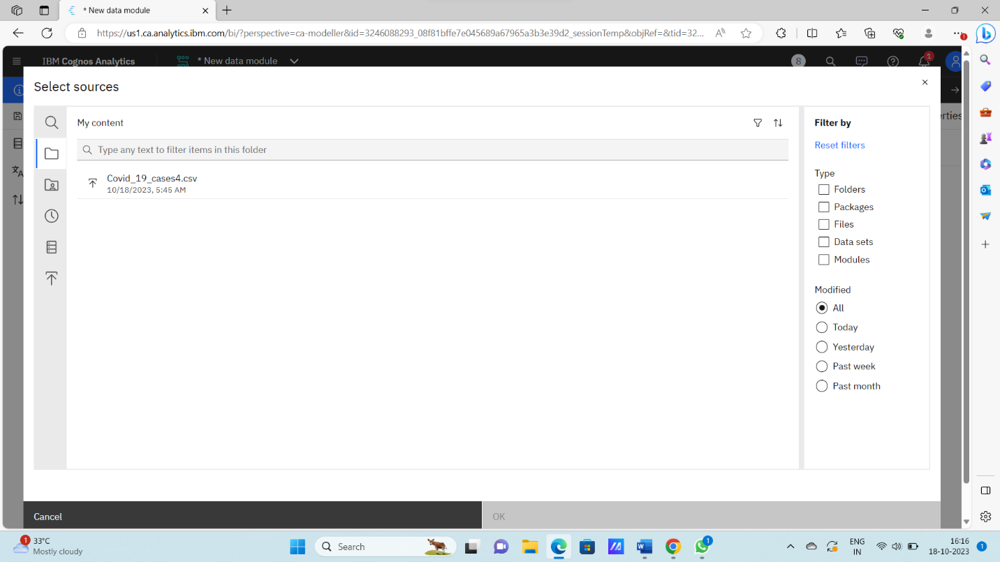 * New data module
https://us1.ca.analytics.ibm.com/bi/?perspective=ca-modeller&id=3246088293_08f81bffe7e045689a67965a3b3e39d2_sessionTemp&objRef=&tid=32...
IBM Cognos Analytics
* New data module
8
1
Select sources
erties
My content
Filter by
Type any text to filter items in this folder
Reset filters
Covid_19_cases4.csv
10/18/2023, 5:45 AM
Type
Folders
Packages
Files
Data sets
Modules
Modified
All
Today
Yesterday
Past week
Past month
Cancel
OK
1
33°C
Mostly cloudy
Search
1
ENG
IN
16:16
18-10-2023
1